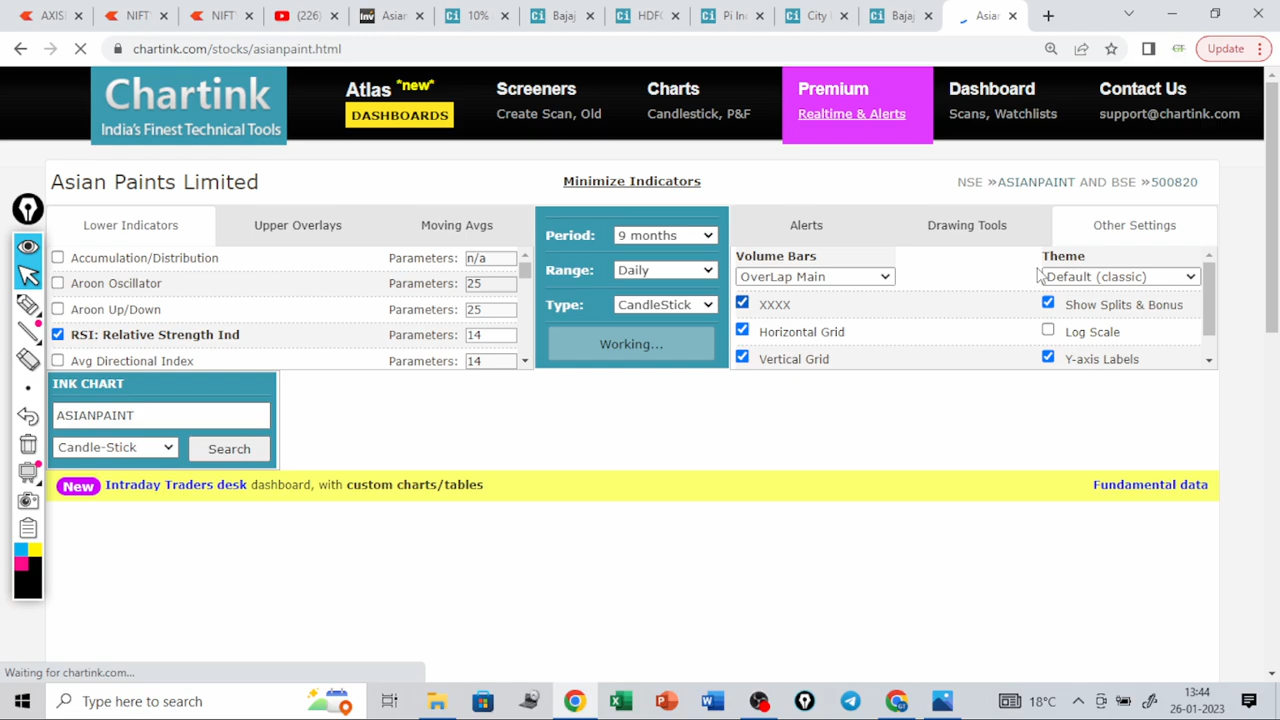 AXIS
NIFT
NIFT
(226)
Asian
10%
Bajaj
HDFC
Pi Inc
City
Bajaj
Asian
chartink.com/stocks/asianpaint.html
Update
Chartink
India's Finest Technical Tools
Atlas *new*
DASHBOARDS
Screeners
Create Scan, Old
Charts
Candlestick, P&F
Premium
Realtime & Alerts
Dashboard
Scans, Watchlists
Contact Us
support@chartink.com
Asian Paints Limited
Minimize Indicators
NSE »ASIANPAINT AND BSE »500820
Lower Indicators
Upper Overlays
Moving Avgs
Accumulation/Distribution Parameters: n/a
Aroon Oscillator Parameters: 25
Aroon Up/Down Parameters: 25
RSI: Relative Strength Ind Parameters: 14
Avg Directional Index Parameters: 14
Period: 9 months
Range: Daily
Type: CandleStick
Working...
Alerts
Drawing Tools
Other Settings
Volume Bars
Theme
OverLap Main
Default (classic)
XXXX
Show Splits & Bonus
Horizontal Grid
Log Scale
Vertical Grid
Y-axis Labels
INK CHART
ASIANPAINT
Candle-Stick
Search
New Intraday Traders desk dashboard, with custom charts/tables
Fundamental data
Waiting for chartink.com...
Type here to search
18°C
13:44
26-01-2023